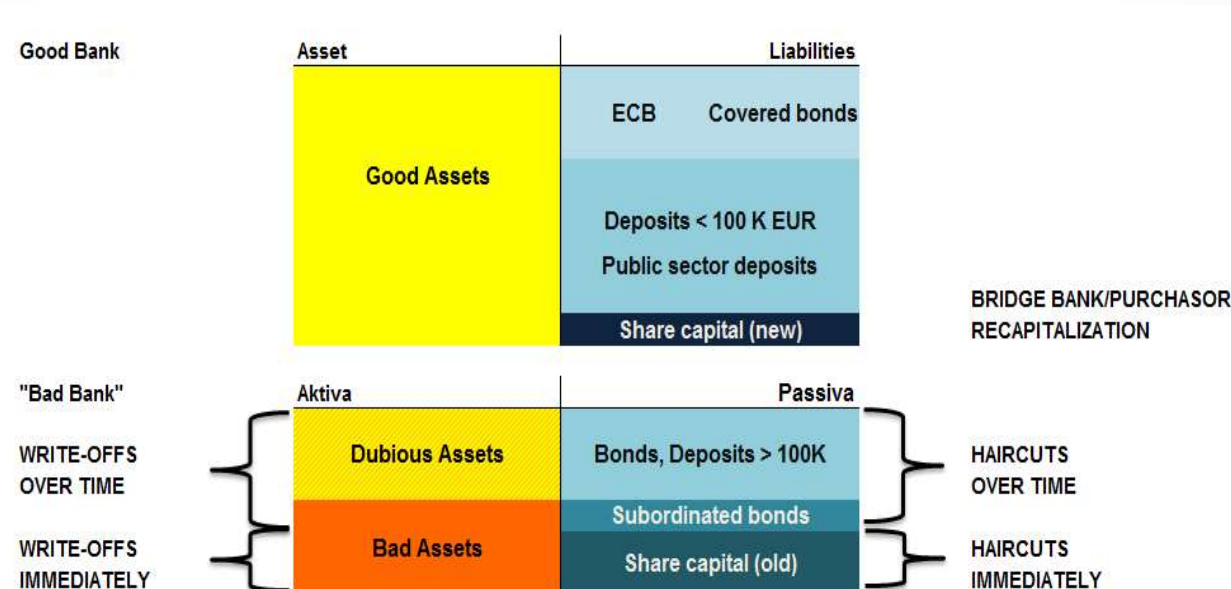 Good Bank
Asset
Liabilities
ECB Covered bonds
Good Assets
Deposits < 100 K EUR
Public sector deposits
Share capital (new)
BRIDGE BANK/PURCHASOR
RECAPITALIZATION
"Bad Bank"
Aktiva
Passiva
WRITE-OFFS
OVER TIME
Dubious Assets
Bonds, Deposits > 100K
HAIRCUTS
OVER TIME
Subordinated bonds
WRITE-OFFS
IMMEDIATELY
Bad Assets
Share capital (old)
HAIRCUTS
IMMEDIATELY